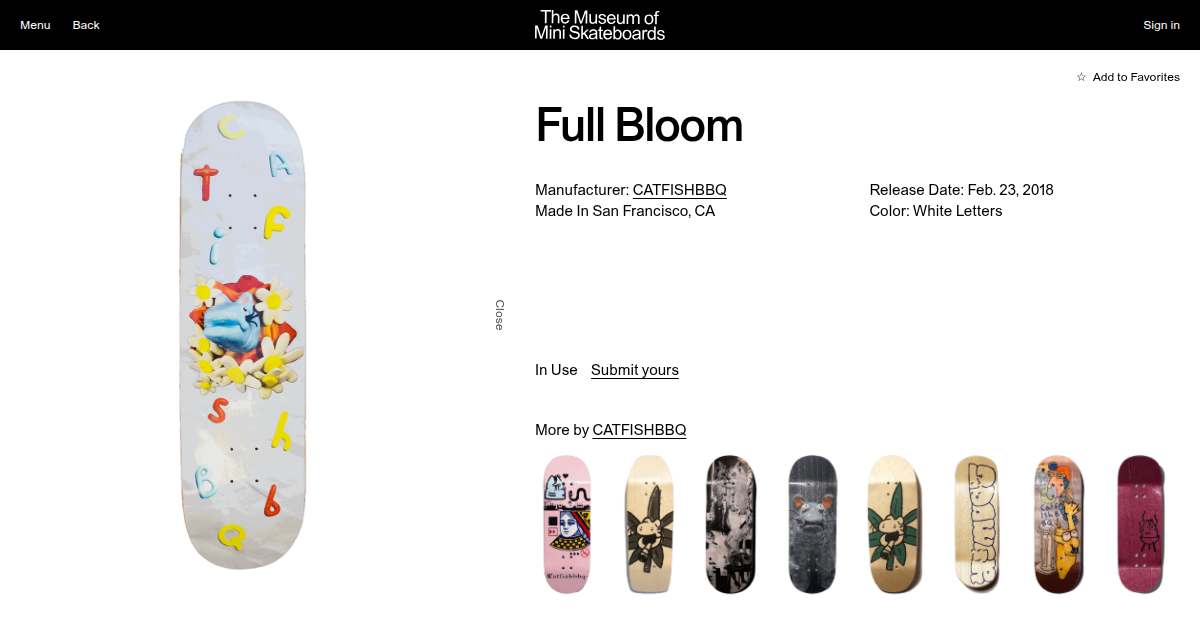 Menu
Back
The Museum of
Mini Skateboards
Sign in
☆ Add to Favorites
Full Bloom
Manufacturer: CATFISHBBQ
Made In San Francisco, CA
Release Date: Feb. 23, 2018
Color: White Letters
C
A
T
F
i
s
h
B
b
Q
Close
In Use Submit yours
More by CATFISHBBQ
Catfishbbq